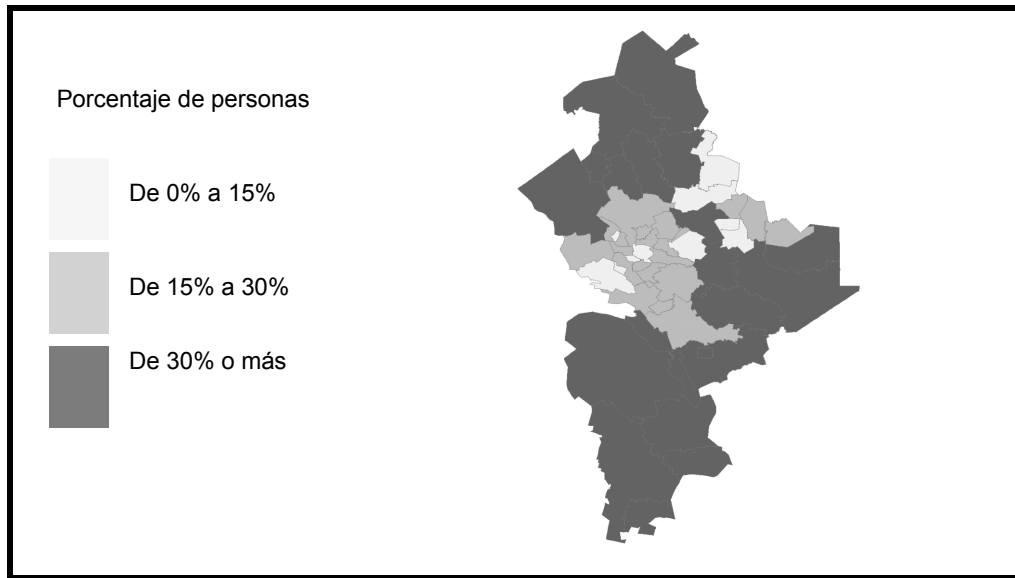 Porcentaje de personas
De 0% a 15%
De 15% a 30%
De 30% o más